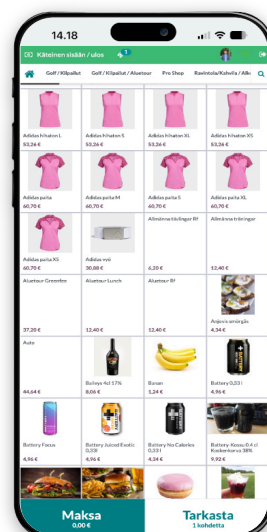 14.18
Käteinen sisään / ulos
1
Golf / Kilpailut Golf / Kilpailut / Aluetour Pro Shop Ravintola/Kahvila / Alk
Adidas hihaton L Adidas hihaton S Adidas hihaton XL Adidas hihaton XS
53,26 € 53,26 € 53,26 € 53,26 €
Adidas paita Adidas paita M Adidas paita S Adidas paita XL
60,70 € 60,70 € 60,70 € 60,70 €
Allmänna tävlingar Rf Allmänna träningar
Adidas paita XS Adidas vyö
60,70 € 30,88 € 6,20 € 12,40 €
Aluetour Greenfee Aluetour Lunch Aluetour Rf
Anjovis smörgås
37,20 € 12,40 € 12,40 € 4,34 €
Auto
Baileys 4cl 17% Banan Battery 0,33 l
44,64 € 8,06 € 1,24 € 4,96 €
Battery Focus Battery Juiced Exotic 0,33l Battery No Calories 0,33 l Battery-Kossu 0.4 cl Koskenkorva 38%
4,96 € 4,96 € 4,34 € 9,92 €
Maksa Tarkasta
0,00 € 1 kohdetta